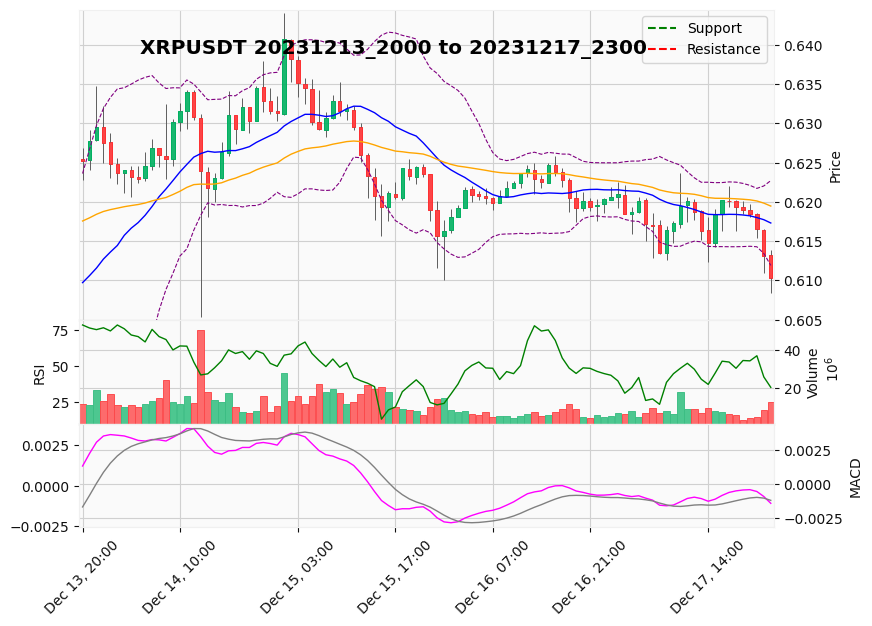 XRPUSDT 20231213_2000 to 20231217_2300
Support
Resistance
0.640
0.635
0.630
0.625
0.620
0.615
0.610
0.605
Price
75
50
25
RSI
40
20
Volume
10^6
0.0025
0.0000
−0.0025
0.0025
0.0000
−0.0025
MACD
Dec 13, 20:00
Dec 14, 10:00
Dec 15, 03:00
Dec 15, 17:00
Dec 16, 07:00
Dec 16, 21:00
Dec 17, 14:00